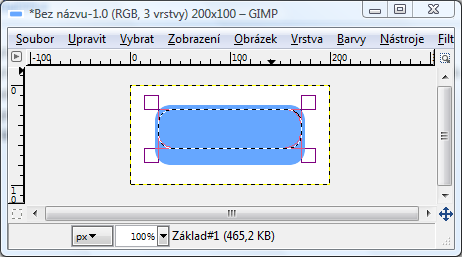 *Bez názvu-1.0 (RGB, 3 vrstvy) 200x100 – GIMP
Soubor Upravit Vybrat Zobrazení Obrázek Vrstva Barvy Nástroje Filt
-100 0 100 200
0
10
px 100% Základ#1 (465,2 KB)